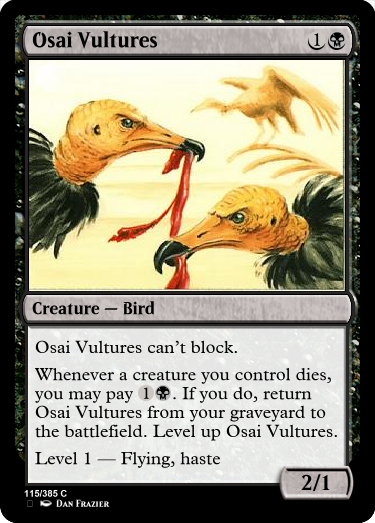 Osai Vultures 1
Creature — Bird
Osai Vultures can't block.
Whenever a creature you control dies,
you may pay 1 . If you do, return
Osai Vultures from your graveyard to
the battlefield. Level up Osai Vultures.
Level 1 — Flying, haste
2/1
115/385 C
Dan Frazier